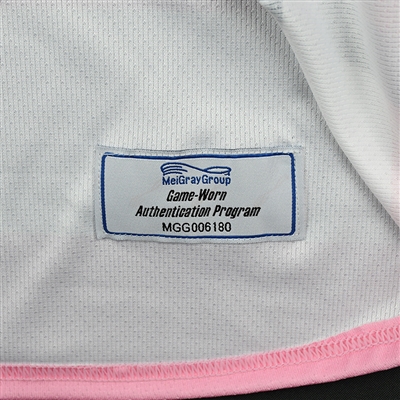 MeiGrayGroup
Game-Worn
Authentication Program
MGG006180